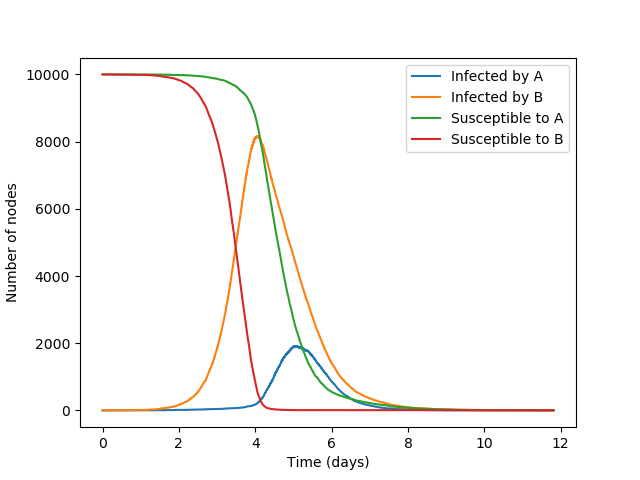 Infected by A
Infected by B
Susceptible to A
Susceptible to B
Number of nodes
10000
8000
6000
4000
2000
0
0 2 4 6 8 10 12
Time (days)